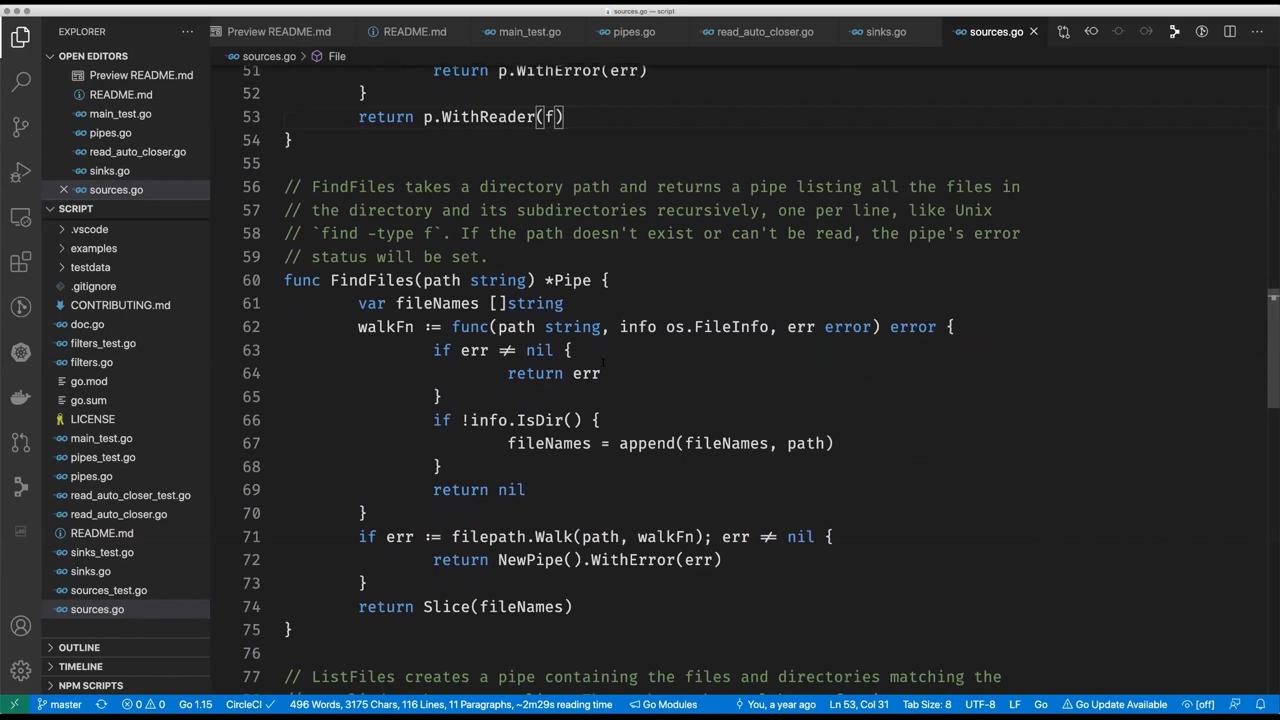 sources.go — script
EXPLORER
Preview README.md
README.md
main_test.go
pipes.go
read_auto_closer.go
sinks.go
sources.go
OPEN EDITORS
Preview README.md
README.md
main_test.go
pipes.go
read_auto_closer.go
sinks.go
sources.go
SCRIPT
.vscode
examples
testdata
.gitignore
CONTRIBUTING.md
doc.go
filters_test.go
filters.go
go.mod
go.sum
LICENSE
main_test.go
pipes_test.go
pipes.go
read_auto_closer_test.go
read_auto_closer.go
README.md
sinks_test.go
sinks.go
sources_test.go
sources.go
OUTLINE
TIMELINE
NPM SCRIPTS
sources.go > File
51 return p.WithError(err)
52 }
53 return p.WithReader(f)
54 }
55
56 // FindFiles takes a directory path and returns a pipe listing all the files in
57 // the directory and its subdirectories recursively, one per line, like Unix
58 // `find -type f`. If the path doesn't exist or can't be read, the pipe's error
59 // status will be set.
60 func FindFiles(path string) *Pipe {
61 var fileNames []string
62 walkFn := func(path string, info os.FileInfo, err error) error {
63 if err ≠ nil {
64 return err
65 }
66 if !info.IsDir() {
67 fileNames = append(fileNames, path)
68 }
69 return nil
70 }
71 if err := filepath.Walk(path, walkFn); err ≠ nil {
72 return NewPipe().WithError(err)
73 }
74 return Slice(fileNames)
75 }
76
77 // ListFiles creates a pipe containing the files and directories matching the
master
0 0
Go 1.15
CircleCI
496 Words, 3175 Chars, 116 Lines, 11 Paragraphs, ~2m29s reading time
Go Modules
You, a year ago
Ln 53, Col 31
Tab Size: 8
UTF-8
LF
Go
Go Update Available
[off]